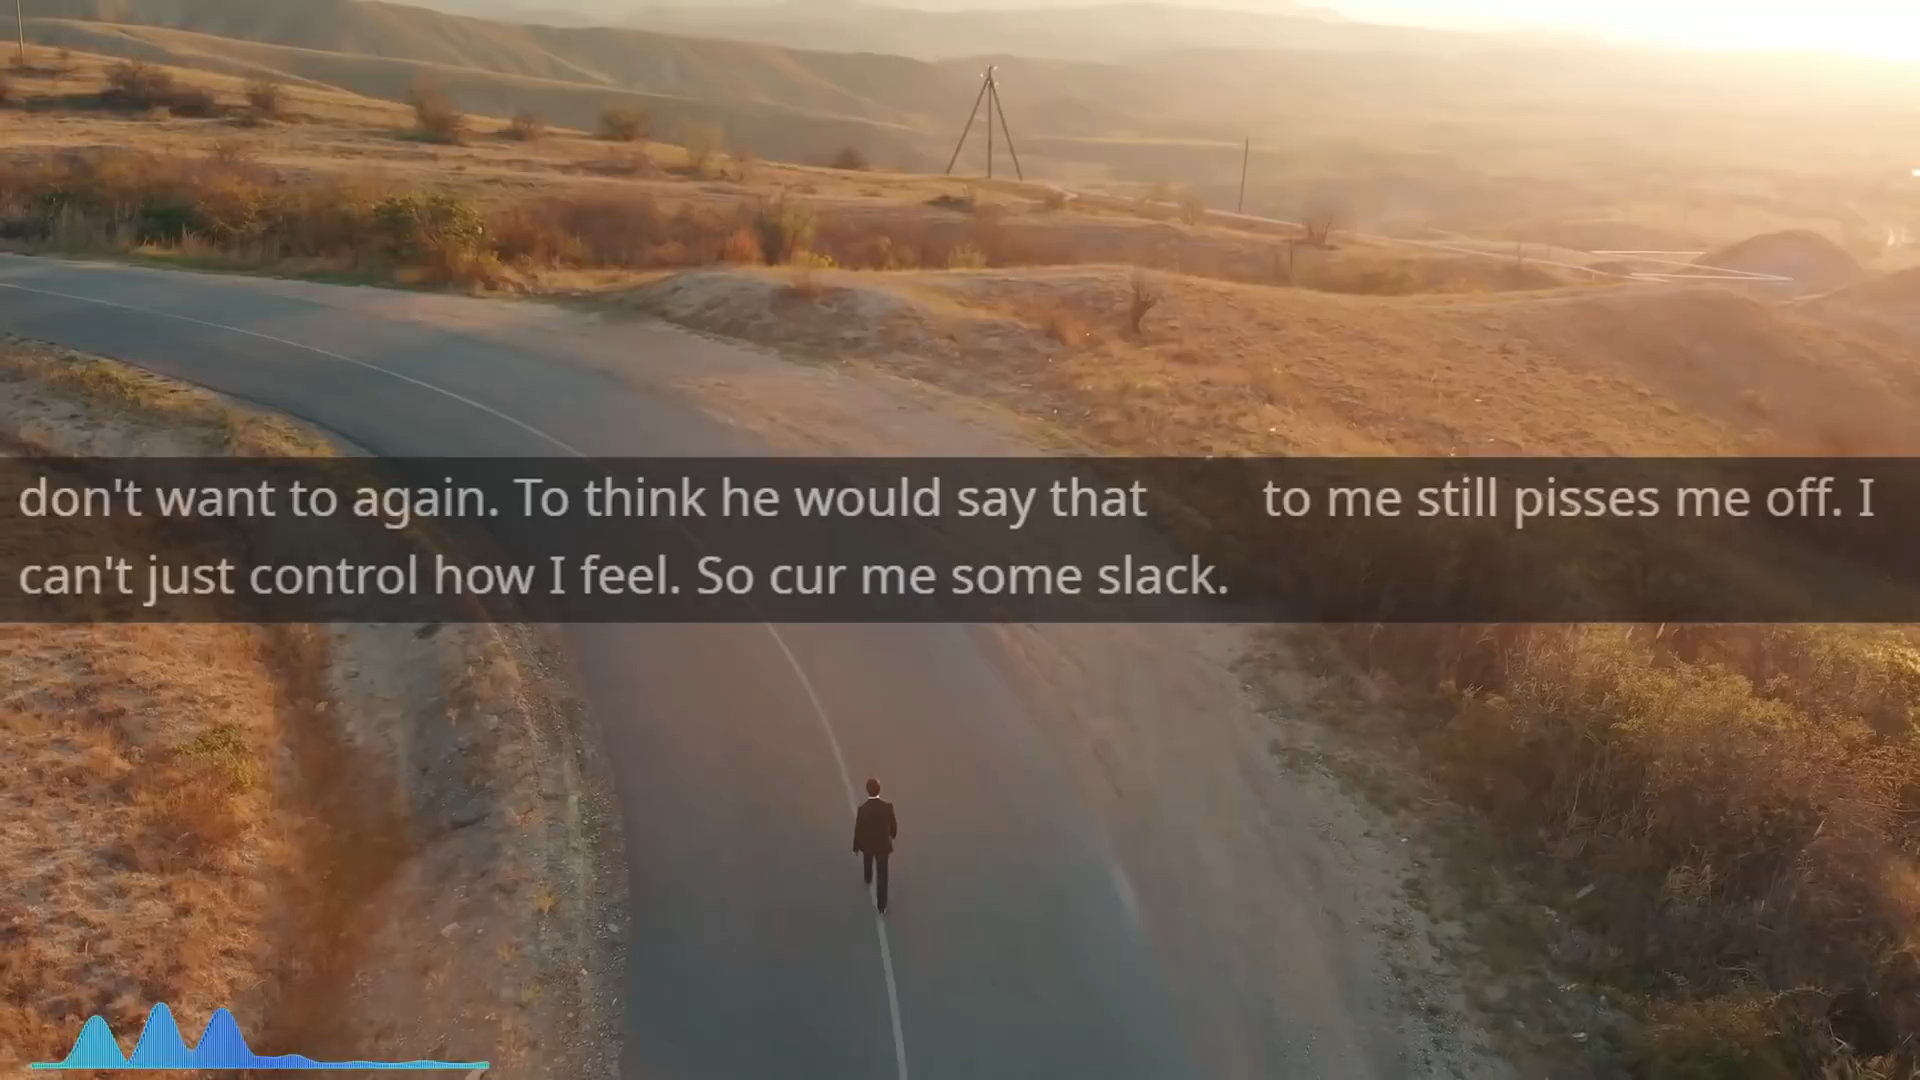 don't want to again. To think he would say that to me still pisses me off. I
can't just control how I feel. So cur me some slack.